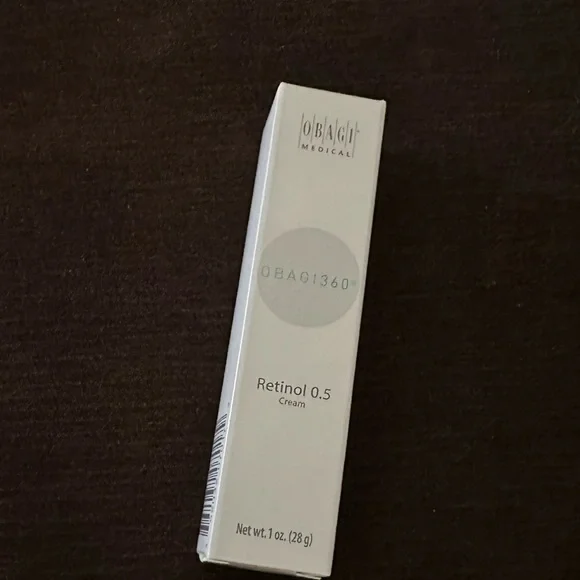 OBAGI
MEDICAL
OBAGI360®
Retinol 0.5
Cream
Net wt. 1 oz. (28 g)